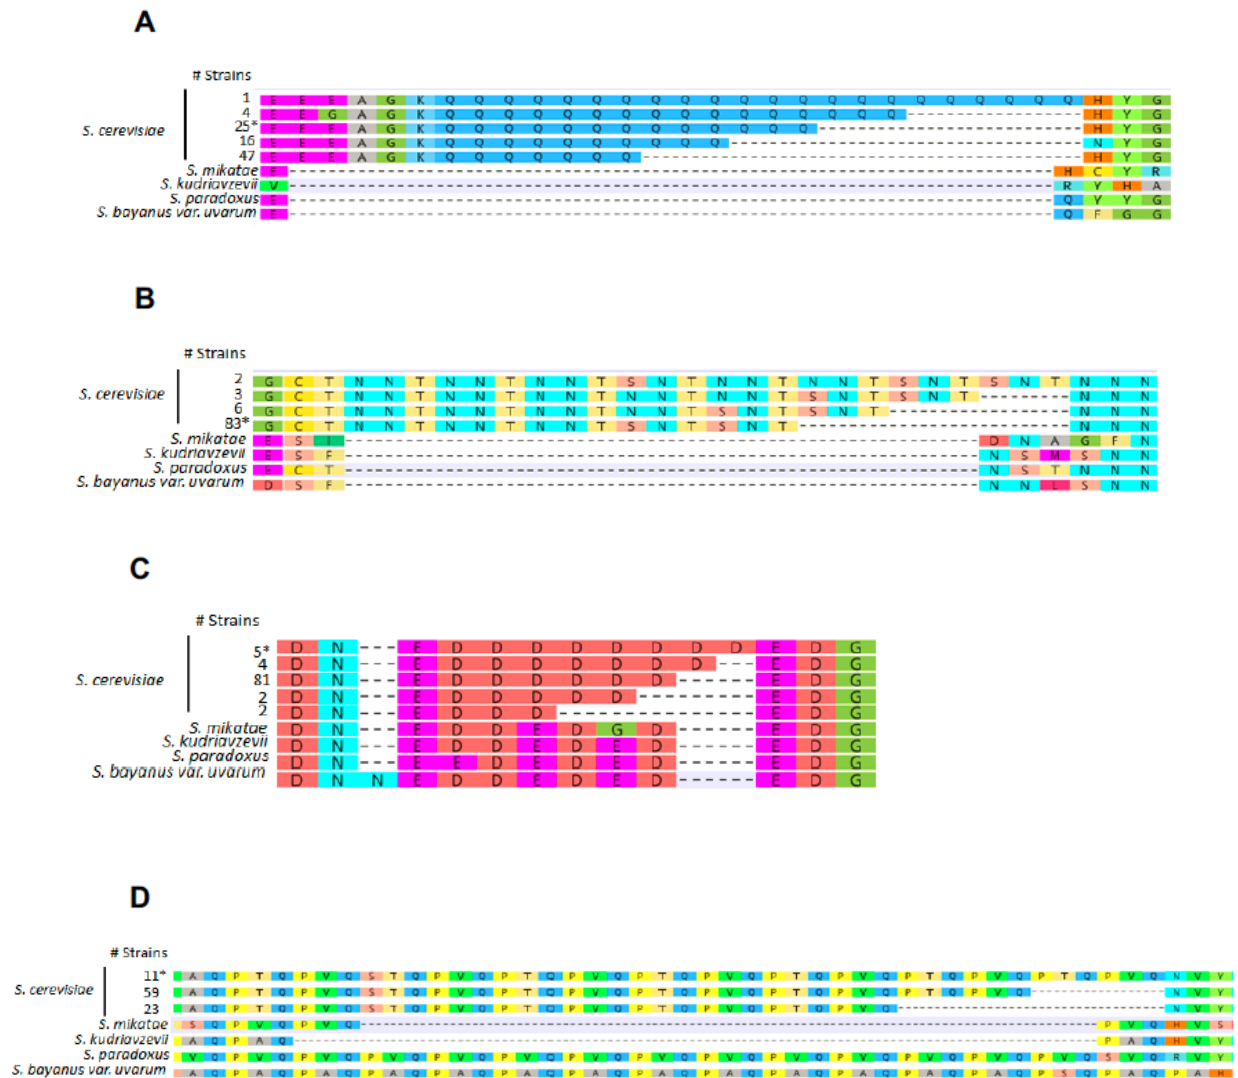 A
# Strains
S. cerevisiae
1 E E E A G K Q Q Q Q Q Q Q Q Q Q Q Q Q Q Q Q Q Q Q Q Q Q H Y G
4 E E G A G K Q Q Q Q Q Q Q Q Q Q Q Q Q Q Q Q ------ H Y G
25* E E E A G K Q Q Q Q Q Q Q Q Q Q Q Q Q --------- H Y G
16 E E E A G K Q Q Q Q Q Q Q Q Q Q ------------ N Y G
47 E E E A G K Q Q Q Q Q Q Q --------------- H Y G
S. mikatae E -------------------------- H C Y R
S. kudriavzevii V -------------------------- R Y H A
S. paradoxus E -------------------------- Q Y Y G
S. bayanus var. uvarum E -------------------------- Q F G G
B
# Strains
S. cerevisiae
2 G C T N N T N N T N N T S N T N N T N N T S N T S N T N N N
3 G C T N N T N N T N N T N N T N N T S N T S N T --- N N N
6 G C T N N T N N T N N T N N T S N T S N T ------ N N N
83* G C T N N T N N T N N T S N T S N T --------- N N N
S. mikatae E S I --------------------- D N A G F N
S. kudriavzevii E S F --------------------- N S M S N N
S. paradoxus E C T --------------------- N S T N N N
S. bayanus var. uvarum D S F --------------------- N N L S N N
C
# Strains
S. cerevisiae
5* D N --- E D D D D D D D D E D G
4 D N --- E D D D D D D D --- E D G
81 D N --- E D D D D D D ------ E D G
2 D N --- E D D D D D --------- E D G
2 D N --- E D D D --------------- E D G
S. mikatae D N --- E D D E D G D ------ E D G
S. kudriavzevii D N --- E D D E D E D ------ E D G
S. paradoxus D N --- E E D E D E D ------ E D G
S. bayanus var. uvarum D N N E D D E D E D ------ E D G
D
# Strains
S. cerevisiae
11* A Q P T Q P V Q S T Q P V Q P T Q P V Q P T Q P V Q P T Q P V Q P T Q P V Q P T Q P V Q N V Y
59 A Q P T Q P V Q S T Q P V Q P T Q P V Q P T Q P V Q P T Q P V Q P T Q P V Q ------ N V Y
23 A Q P T Q P V Q S T Q P V Q P T Q P V Q P T Q P V Q P T Q P V Q ------------ N V Y
S. mikatae S Q P V Q P V Q --------------------------------- P V Q H V S
S. kudriavzevii A Q P A Q ------------------------------------ P A Q H V Y
S. paradoxus V Q P V Q P V Q P V Q P V Q P V Q P V Q P V Q P V Q P V Q P V Q P V Q P V Q P V Q S V Q R V Y
S. bayanus var. uvarum A Q P A Q P A Q P A Q P A Q P A Q P A Q P A Q P A Q P A Q P A Q P A Q P A Q P S Q P A Q P A H